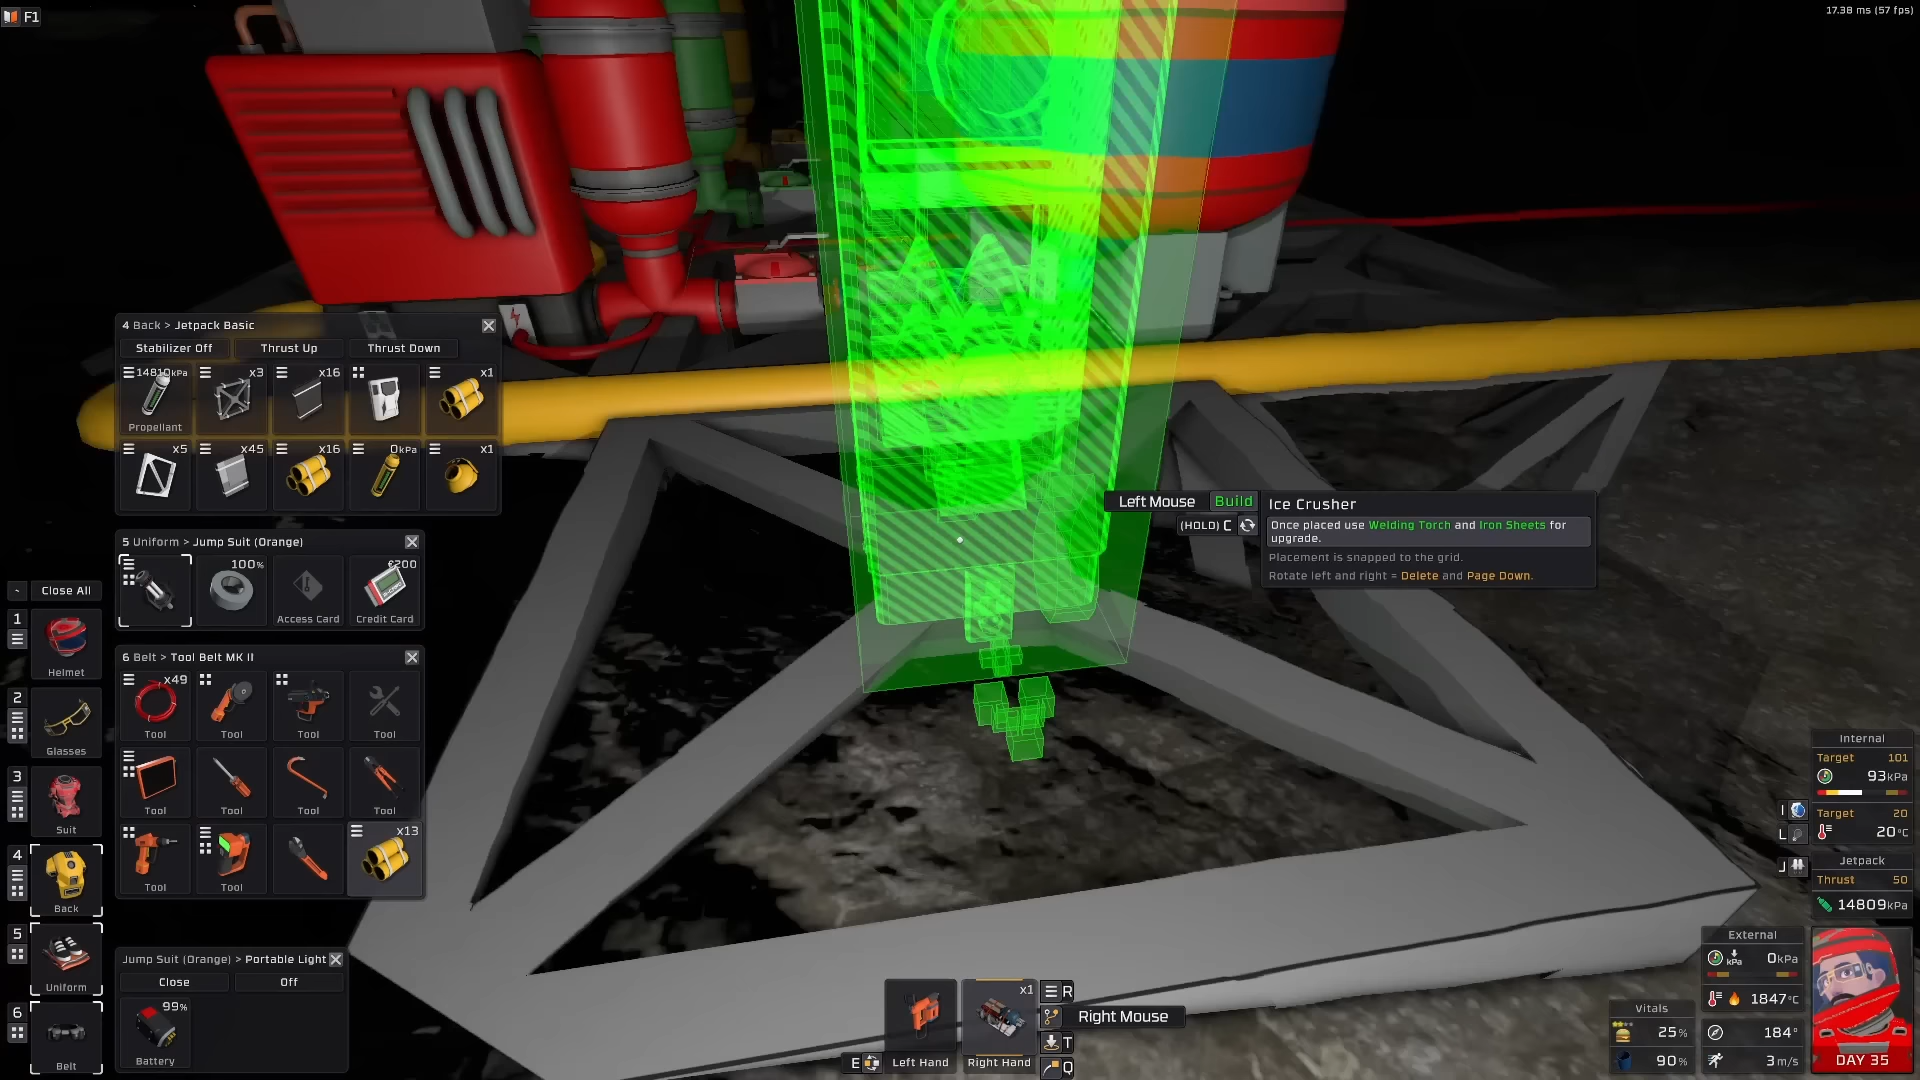 F1
17.38 ms (57 fps)
4 Back > Jetpack Basic
Stabilizer Off
Thrust Up
Thrust Down
14810kPa
x3
x16
x1
Propellant
x5
x45
x16
0kPa
x1
5 Uniform > Jump Suit (Orange)
100%
€200
Access Card
Credit Card
6 Belt > Tool Belt MK II
x49
Tool
Tool
Tool
Tool
Tool
Tool
Tool
Tool
x13
Tool
Tool
Jump Suit (Orange) > Portable Light
Close
Off
99%
Battery
~
Close All
1
Helmet
2
Glasses
3
Suit
4
Back
5
Uniform
6
Belt
Left Mouse
Build
(HOLD) C
Ice Crusher
Once placed use Welding Torch and Iron Sheets for
upgrade.
Placement is snapped to the grid.
Rotate left and right = Delete and Page Down.
x1
R
Right Mouse
T
Q
E
Left Hand
Right Hand
Internal
Target 101
93kPa
I
Target 20
L
20°C
Jetpack
J
Thrust 50
14809kPa
External
kPa
0kPa
1847°C
184°
3m/s
Vitals
25%
90%
DAY 35